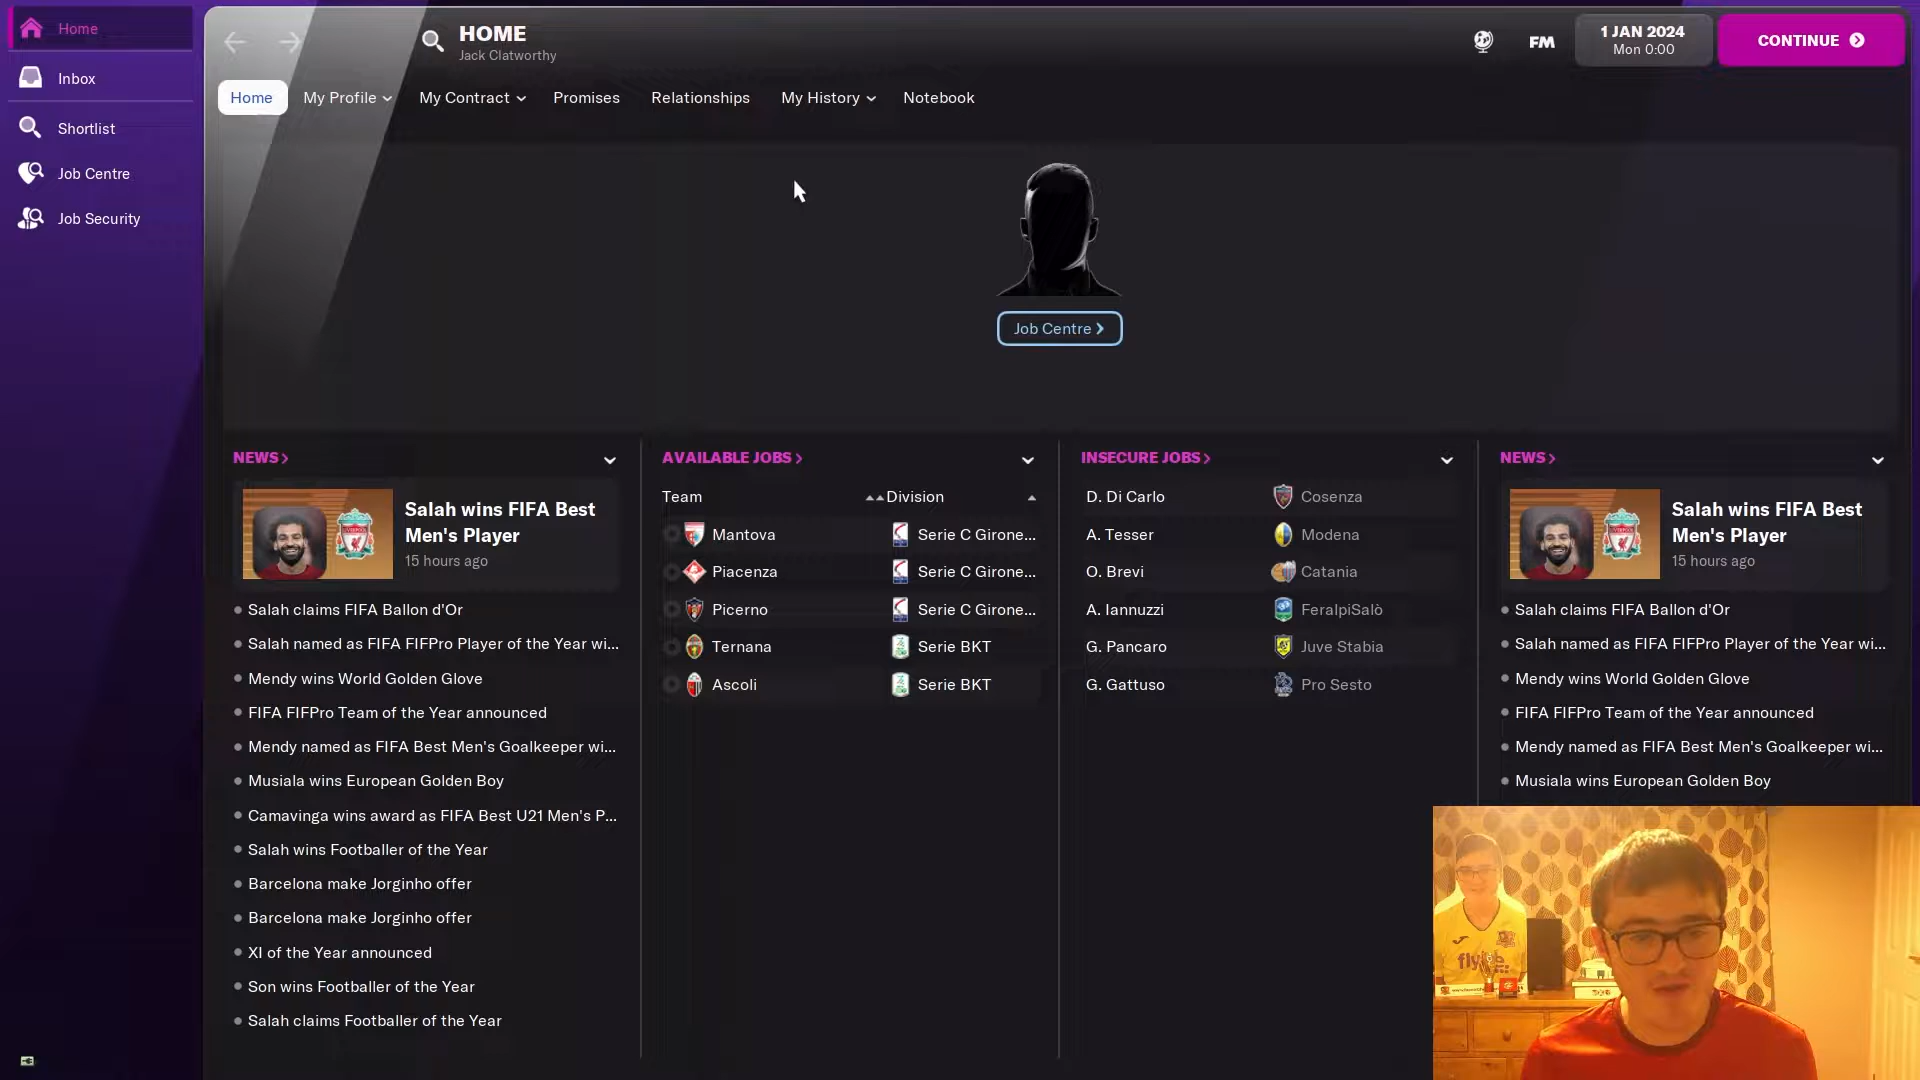 Home
Inbox
Shortlist
Job Centre
Job Security
HOME
Jack Clatworthy
FM
1 JAN 2024
Mon 0:00
CONTINUE
Home
My Profile
My Contract
Promises
Relationships
My History
Notebook
Job Centre
NEWS
Salah wins FIFA Best
Men's Player
15 hours ago
Salah claims FIFA Ballon d'Or
Salah named as FIFA FIFPro Player of the Year wi...
Mendy wins World Golden Glove
FIFA FIFPro Team of the Year announced
Mendy named as FIFA Best Men's Goalkeeper wi...
Musiala wins European Golden Boy
Camavinga wins award as FIFA Best U21 Men's P...
Salah wins Footballer of the Year
Barcelona make Jorginho offer
Barcelona make Jorginho offer
XI of the Year announced
Son wins Footballer of the Year
Salah claims Footballer of the Year
AVAILABLE JOBS
Team Division
Mantova Serie C Girone...
Piacenza Serie C Girone...
Picerno Serie C Girone...
Ternana Serie BKT
Ascoli Serie BKT
INSECURE JOBS
D. Di Carlo Cosenza
A. Tesser Modena
O. Brevi Catania
A. Iannuzzi FeralpiSalò
G. Pancaro Juve Stabia
G. Gattuso Pro Sesto
NEWS
Salah wins FIFA Best
Men's Player
15 hours ago
Salah claims FIFA Ballon d'Or
Salah named as FIFA FIFPro Player of the Year wi...
Mendy wins World Golden Glove
FIFA FIFPro Team of the Year announced
Mendy named as FIFA Best Men's Goalkeeper wi...
Musiala wins European Golden Boy